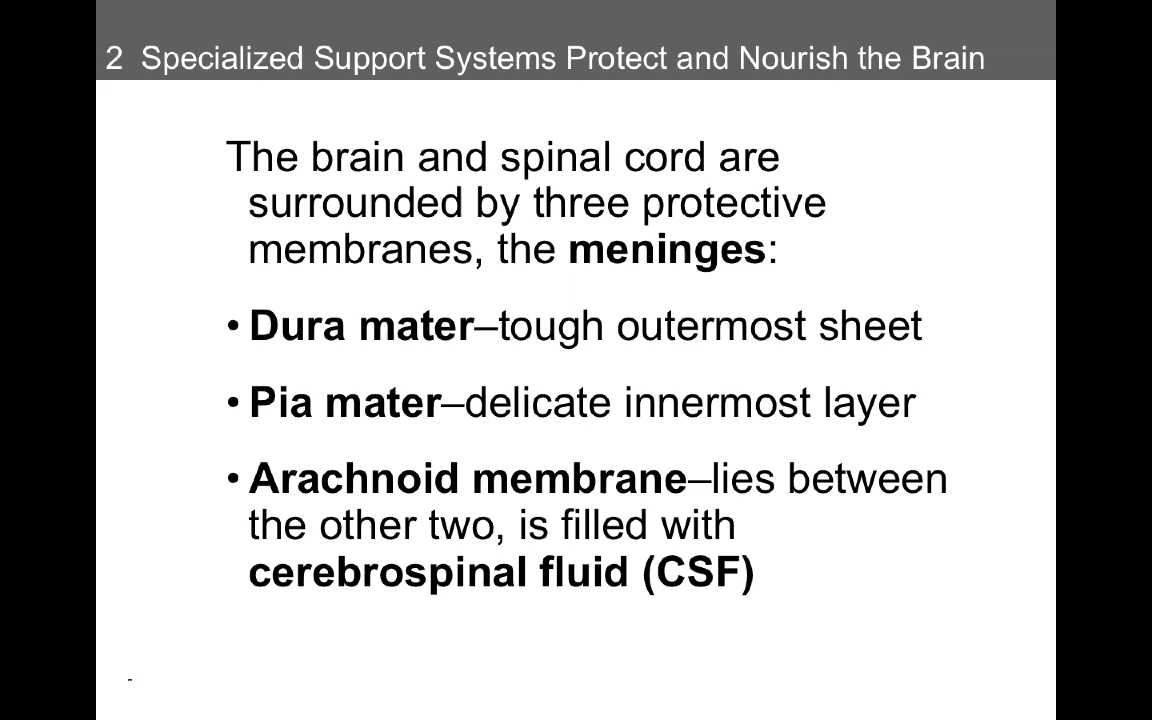 2 Specialized Support Systems Protect and Nourish the Brain
The brain and spinal cord are
surrounded by three protective
membranes, the meninges:
• Dura mater–tough outermost sheet
• Pia mater–delicate innermost layer
• Arachnoid membrane–lies between
the other two, is filled with
cerebrospinal fluid (CSF)
-